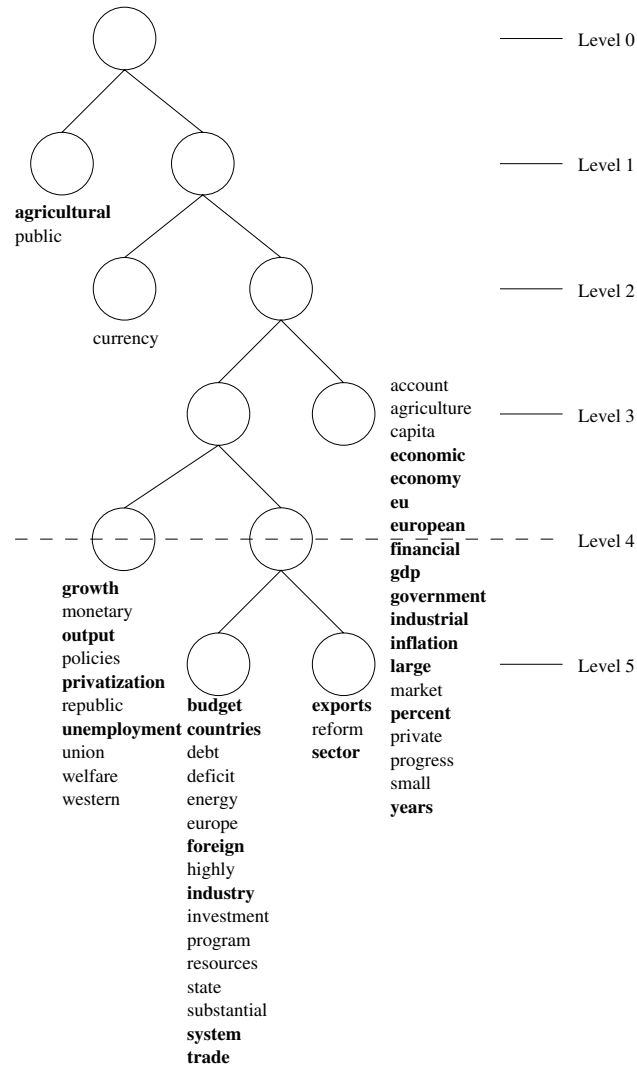 Level 0
Level 1
agricultural
public
Level 2
currency
Level 3
account
agriculture
capita
economic
economy
eu
european
financial
gdp
government
industrial
inflation
large
market
percent
private
progress
small
years
Level 4
growth
monetary
output
policies
privatization
republic
unemployment
union
welfare
western
Level 5
budget
countries
debt
deficit
energy
europe
foreign
highly
industry
investment
program
resources
state
substantial
system
trade
exports
reform
sector